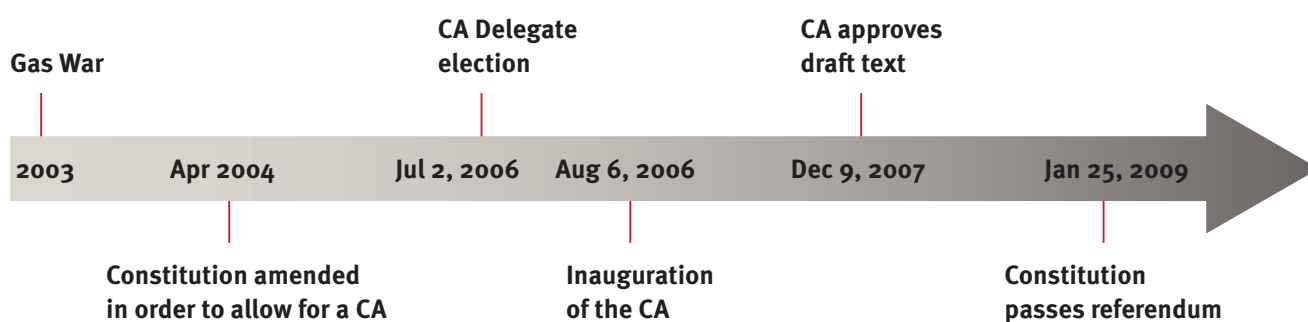 CA Delegate
election
CA approves
draft text
Gas War
2003 Apr 2004 Jul 2, 2006 Aug 6, 2006 Dec 9, 2007 Jan 25, 2009
Constitution amended
in order to allow for a CA
Inauguration
of the CA
Constitution
passes referendum